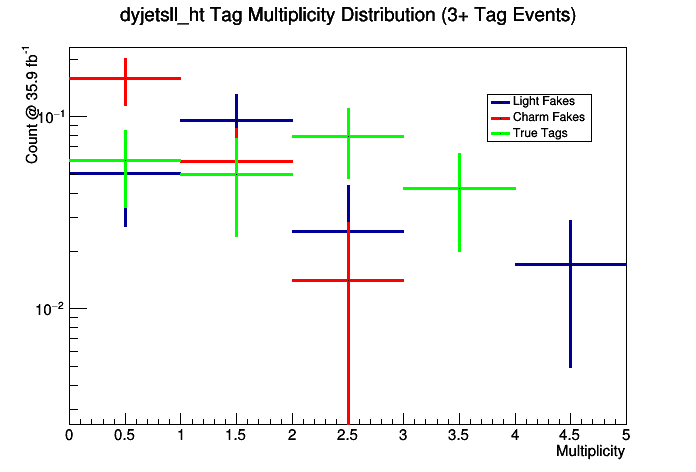 dyjetsll_ht Tag Multiplicity Distribution (3+ Tag Events)
Count @ 35.9 fb⁻¹
10⁻¹
10⁻²
Light Fakes
Charm Fakes
True Tags
0 0.5 1 1.5 2 2.5 3 3.5 4 4.5 5
Multiplicity